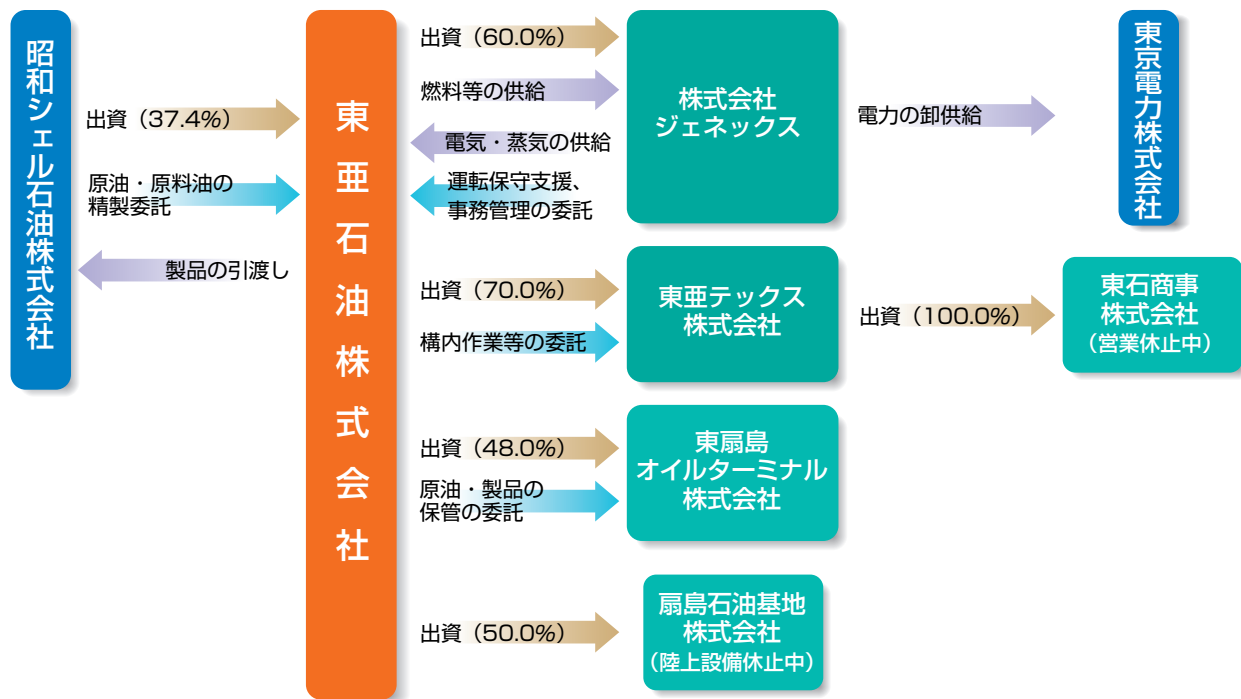 昭和シェル石油株式会社
出資（37.4%）
原油・原料油の
精製委託
製品の引渡し
東亜石油株式会社
出資（60.0%）
燃料等の供給
電気・蒸気の供給
運転保守支援、
事務管理の委託
株式会社
ジェネックス
電力の卸供給
東京電力株式会社
出資（70.0%）
構内作業等の委託
東亜テックス
株式会社
出資（100.0%）
東石商事
株式会社
（営業休止中）
出資（48.0%）
原油・製品の
保管の委託
東扇島
オイルターミナル
株式会社
出資（50.0%）
扇島石油基地
株式会社
（陸上設備休止中）